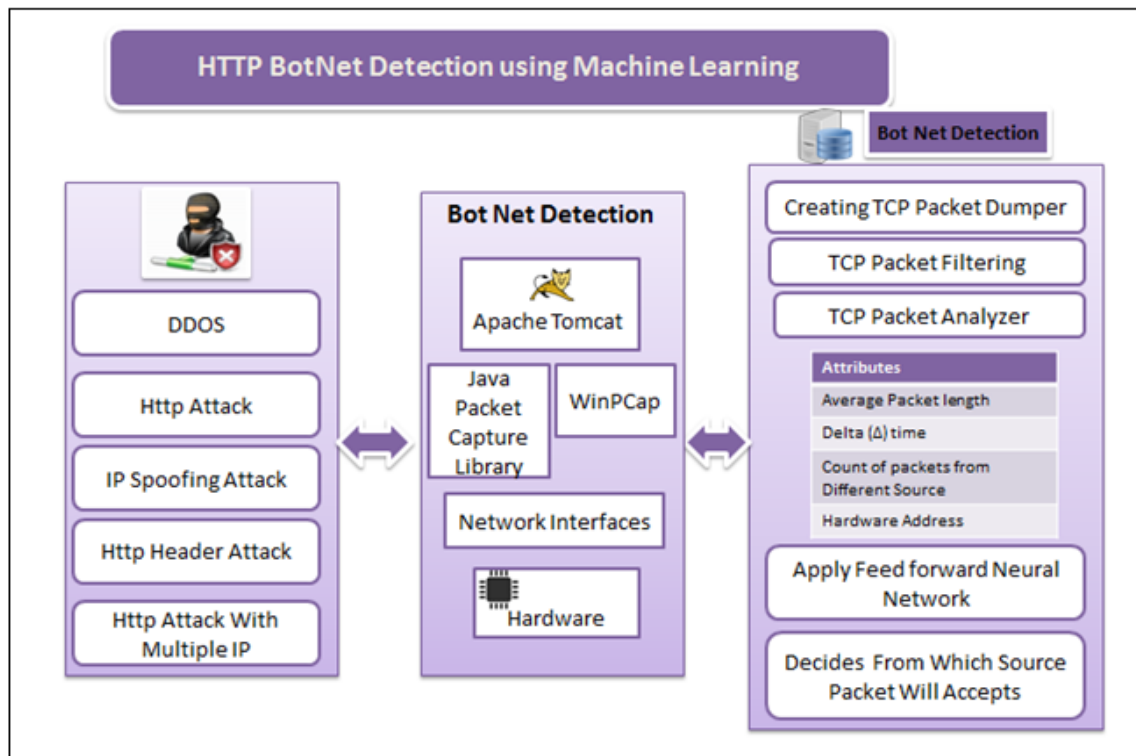 HTTP BotNet Detection using Machine Learning
DDOS
Http Attack
IP Spoofing Attack
Http Header Attack
Http Attack With
Multiple IP
Bot Net Detection
Apache Tomcat
Java
Packet
Capture
Library
WinPCap
Network Interfaces
Hardware
Bot Net Detection
Creating TCP Packet Dumper
TCP Packet Filtering
TCP Packet Analyzer
Attributes
Average Packet length
Delta (Δ) time
Count of packets from
Different Source
Hardware Address
Apply Feed forward Neural
Network
Decides From Which Source
Packet Will Accepts